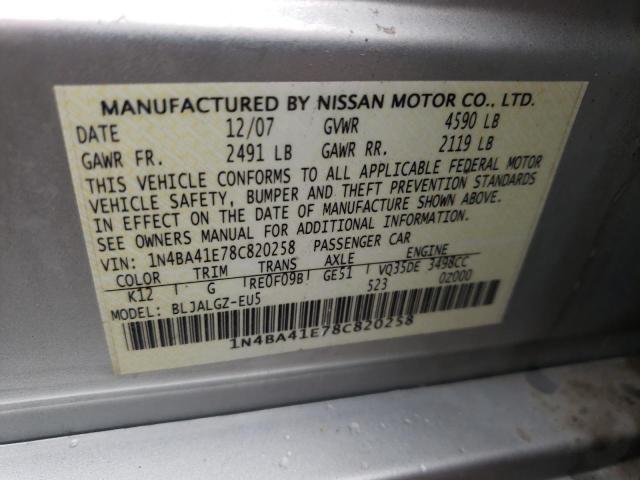 MANUFACTURED BY NISSAN MOTOR CO., LTD.
DATE 12/07 GVWR 4590 LB
GAWR FR. 2491 LB GAWR RR. 2119 LB
THIS VEHICLE CONFORMS TO ALL APPLICABLE FEDERAL MOTOR
VEHICLE SAFETY, BUMPER AND THEFT PREVENTION STANDARDS
IN EFFECT ON THE DATE OF MANUFACTURE SHOWN ABOVE.
SEE OWNERS MANUAL FOR ADDITIONAL INFORMATION.
VIN: 1N4BA41E78C820258 PASSENGER CAR
COLOR TRIM TRANS AXLE ENGINE
K12 G RE0F09B GE51 VQ35DE 3498CC
MODEL: BLJALGZ-EU5 523 0Z000
1N4BA41E78C820258